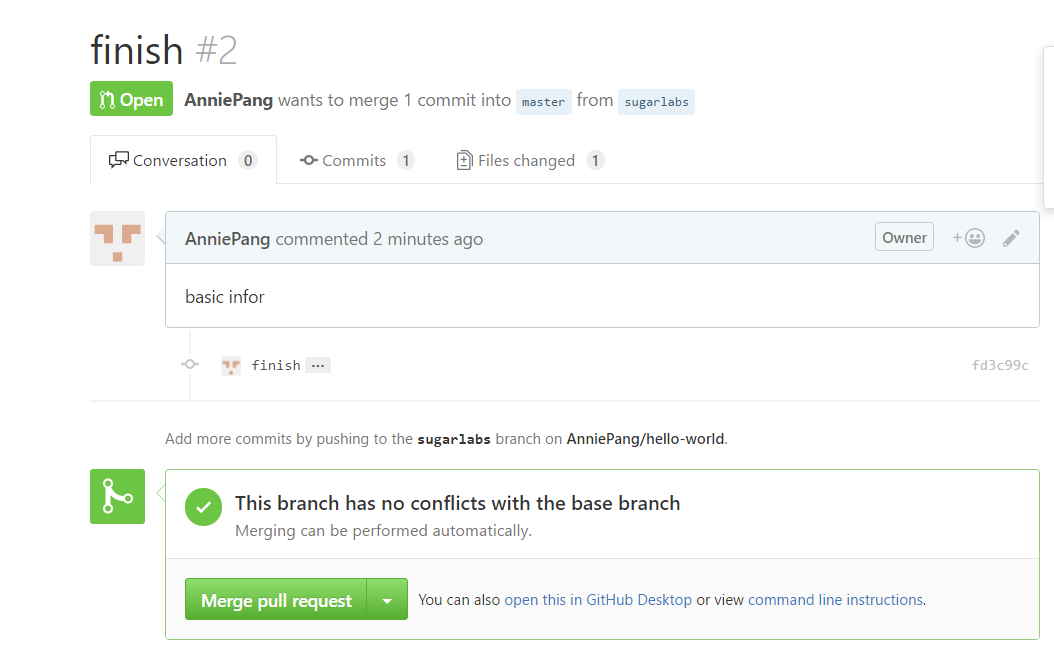 finish #2
Open AnniePang wants to merge 1 commit into master from sugarlabs
Conversation 0 Commits 1 Files changed 1
AnniePang commented 2 minutes ago Owner +
basic infor
finish … fd3c99c
Add more commits by pushing to the sugarlabs branch on AnniePang/hello-world.
This branch has no conflicts with the base branch
Merging can be performed automatically.
Merge pull request You can also open this in GitHub Desktop or view command line instructions.